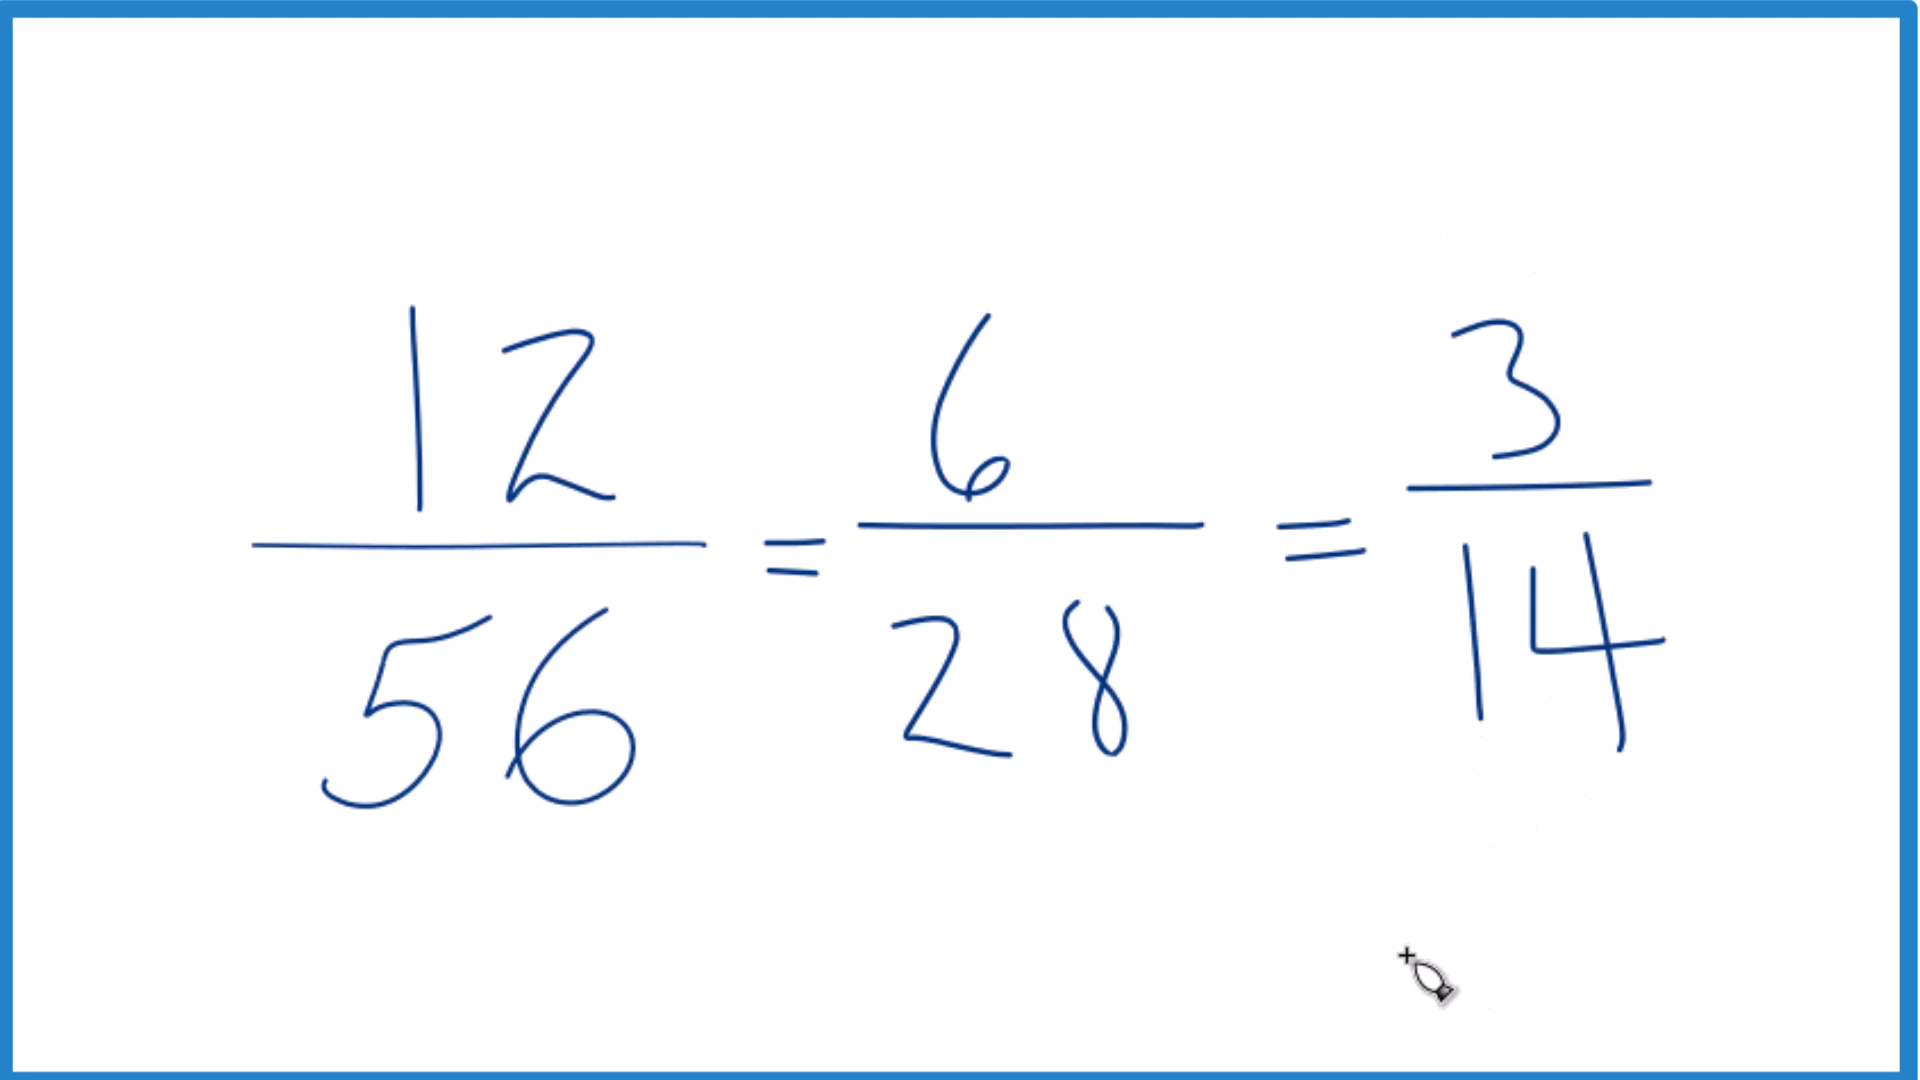 12/56 = 6/28 = 3/14